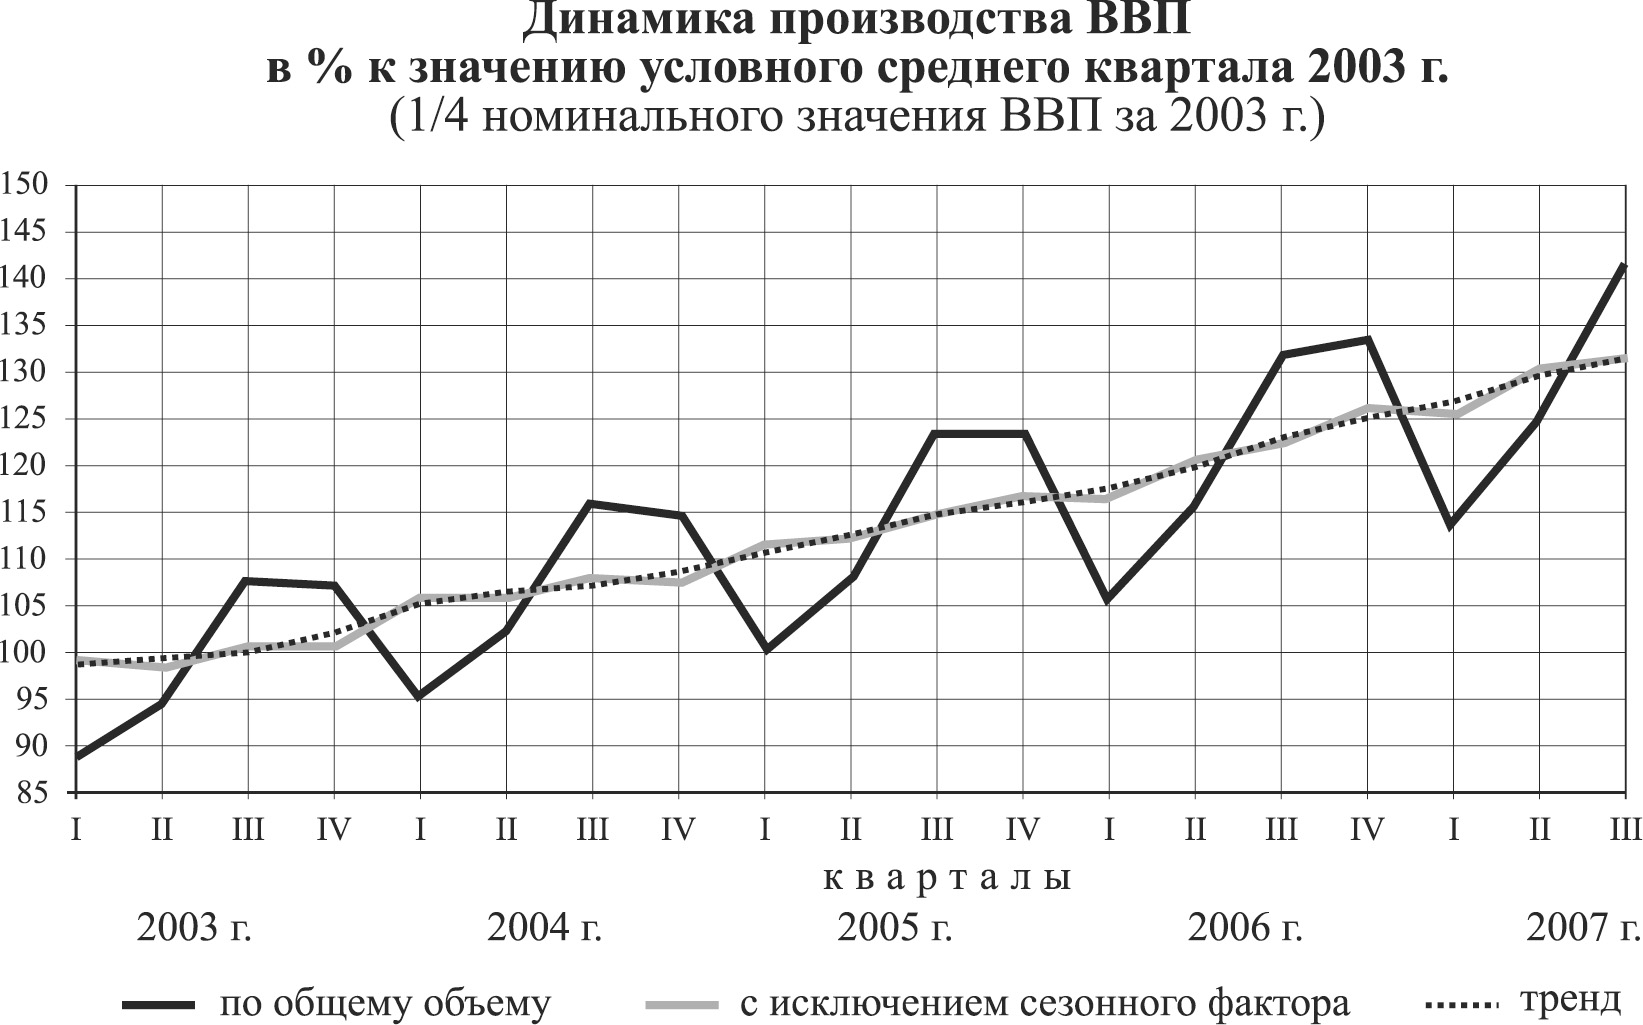 Динамика производства ВВП
в % к значению условного среднего квартала 2003 г.
(1/4 номинального значения ВВП за 2003 г.)
150
145
140
135
130
125
120
115
110
105
100
95
90
85
I II III IV I II III IV I II III IV I II III IV I II III
кварталы
2003 г. 2004 г. 2005 г. 2006 г. 2007 г.
по общему объему с исключением сезонного фактора тренд